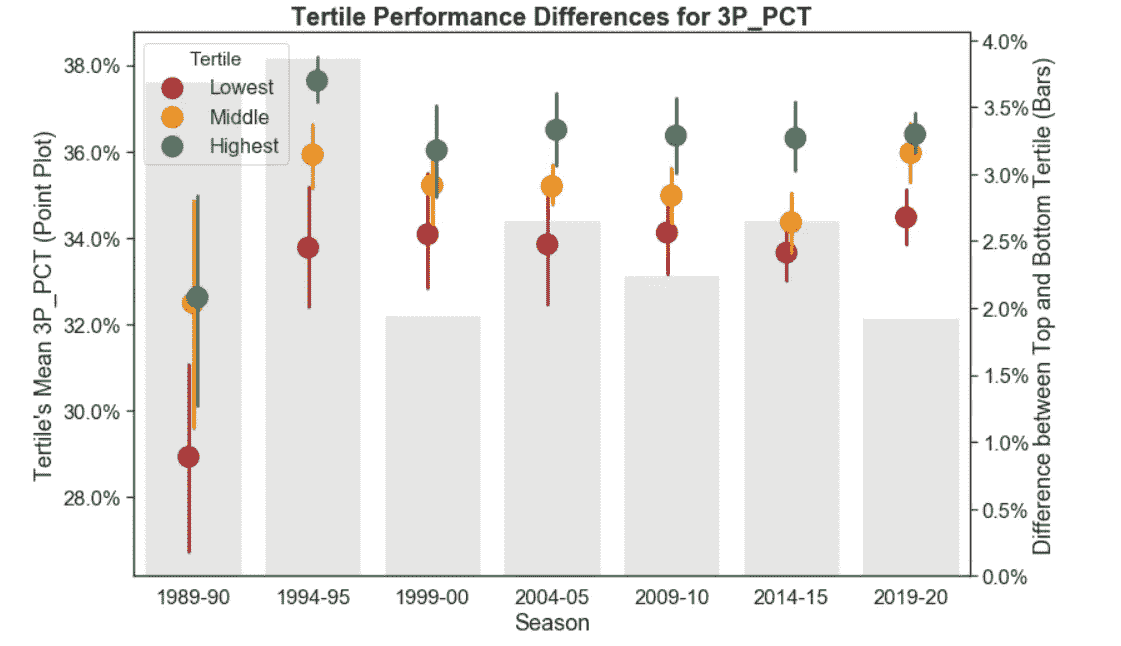 Tertile Performance Differences for 3P_PCT
Tertile's Mean 3P_PCT (Point Plot)
38.0%
36.0%
34.0%
32.0%
30.0%
28.0%
Tertile
Lowest
Middle
Highest
4.0%
3.5%
3.0%
2.5%
2.0%
1.5%
1.0%
0.5%
0.0%
Difference between Top and Bottom Tertile (Bars)
1989-90 1994-95 1999-00 2004-05 2009-10 2014-15 2019-20
Season